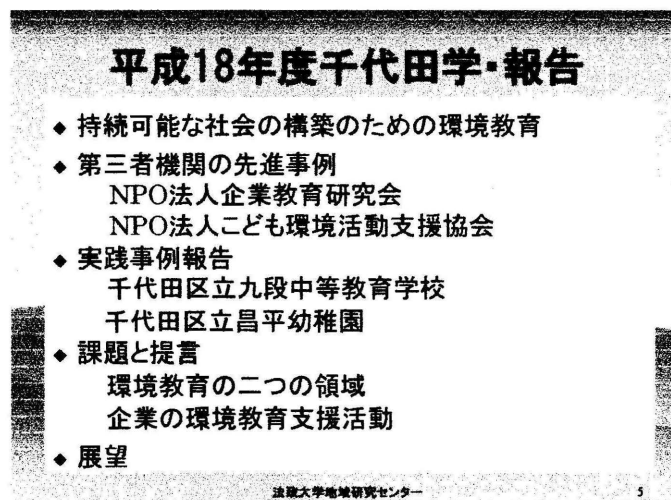 平成18年度千代田学・報告
◆ 持続可能な社会の構築のための環境教育
◆ 第三者機関の先進事例
NPO法人企業教育研究会
NPO法人こども環境活動支援協会
◆ 実践事例報告
千代田区立九段中等教育学校
千代田区立昌平幼稚園
◆ 課題と提言
環境教育の二つの領域
企業の環境教育支援活動
◆ 展望
法政大学地域研究センター 5